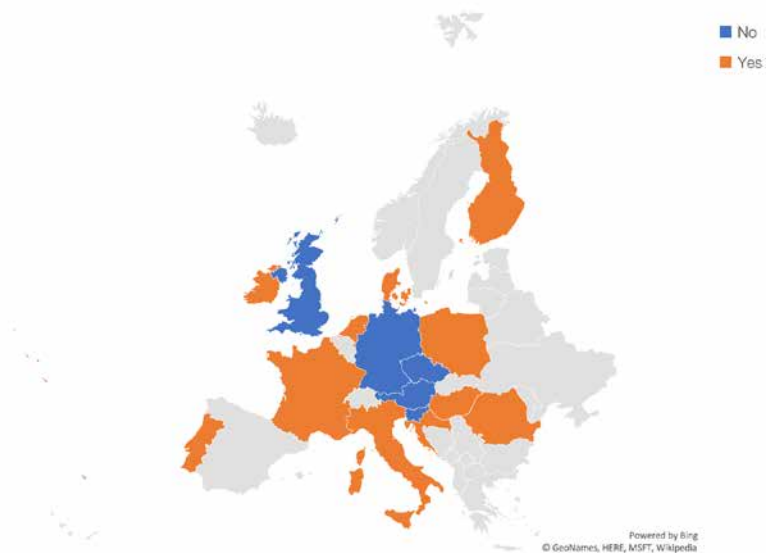 No
Yes
Powered by Bing
© GeoNames, HERE, MSFT, Wikipedia